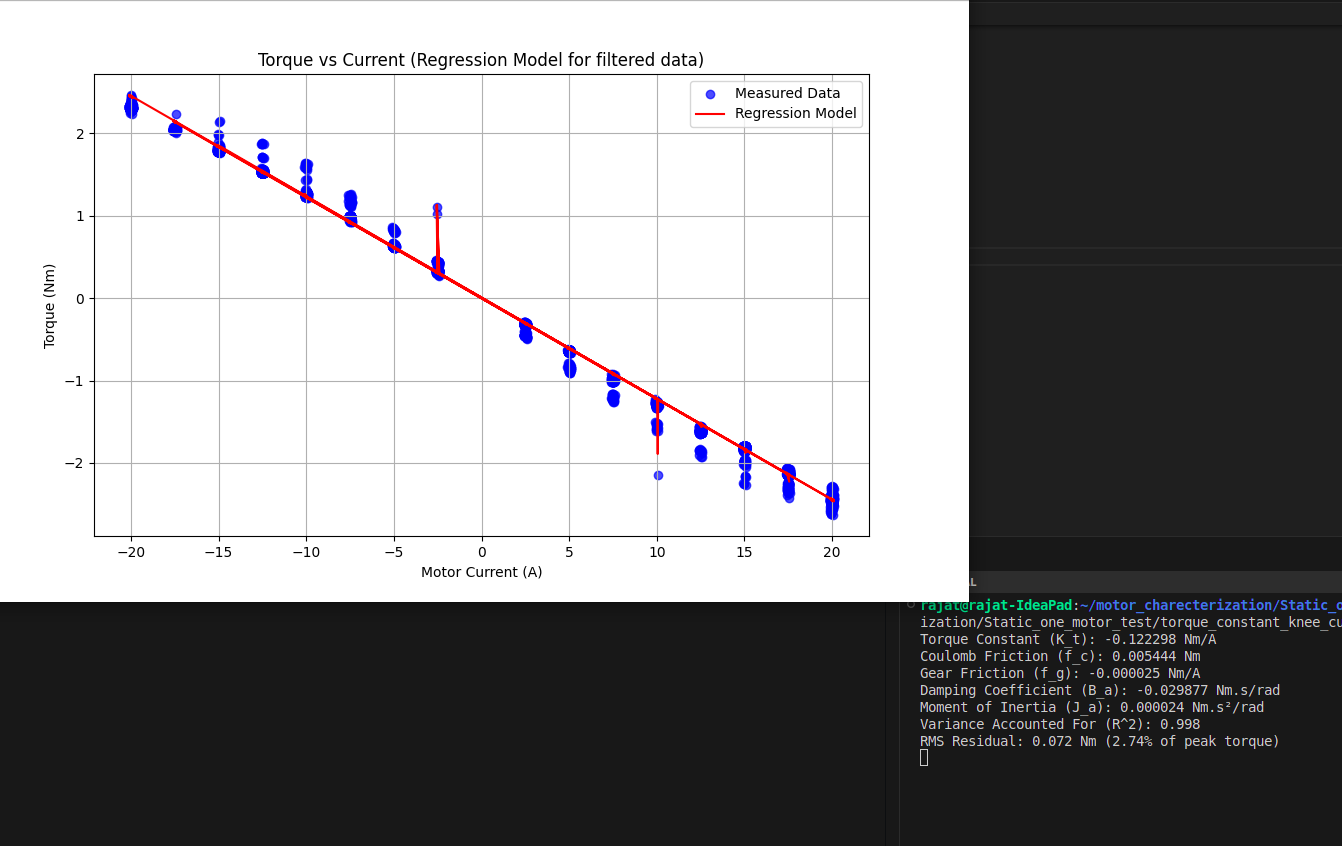 Torque vs Current (Regression Model for filtered data)
Measured Data
Regression Model
Torque (Nm)
2
1
0
−1
−2
−20
−15
−10
−5
0
5
10
15
20
Motor Current (A)
rajat@rajat-IdeaPad:~/motor_charecterization/Static_o
ization/Static_one_motor_test/torque_constant_knee_cu
Torque Constant (K_t): -0.122298 Nm/A
Coulomb Friction (f_c): 0.005444 Nm
Gear Friction (f_g): -0.000025 Nm/A
Damping Coefficient (B_a): -0.029877 Nm.s/rad
Moment of Inertia (J_a): 0.000024 Nm.s²/rad
Variance Accounted For (R^2): 0.998
RMS Residual: 0.072 Nm (2.74% of peak torque)